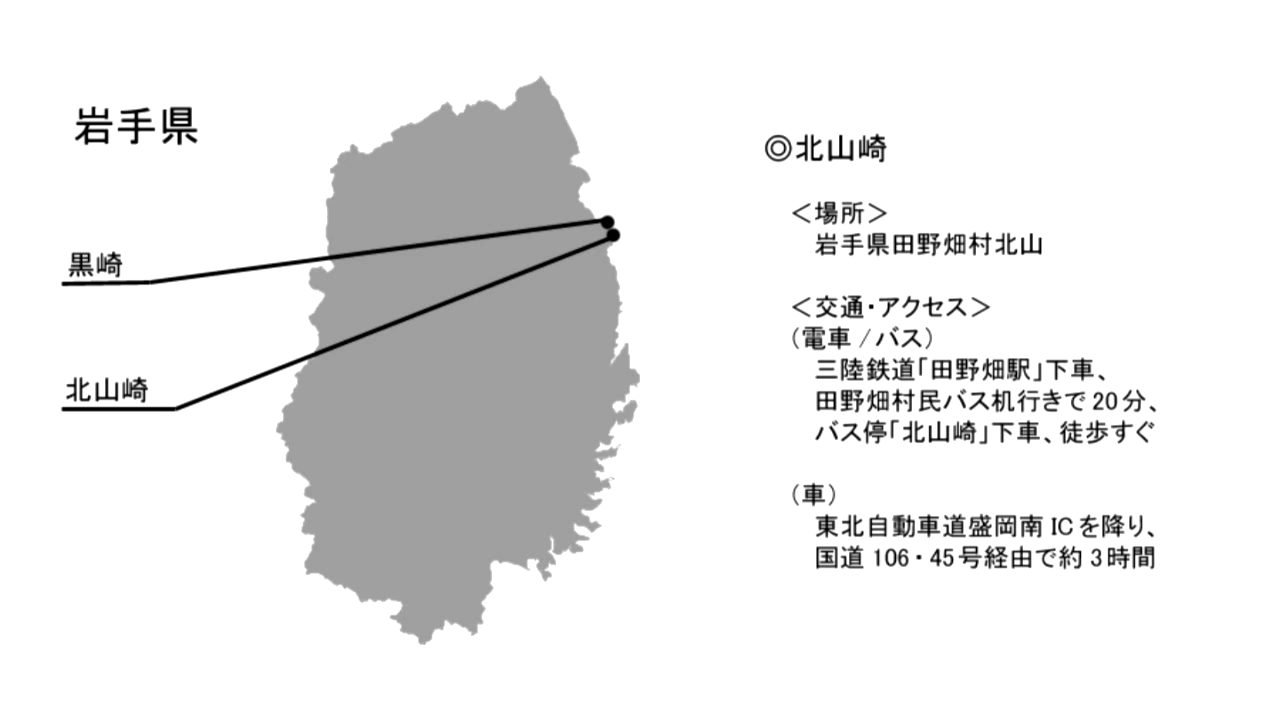 岩手県
黒崎
北山崎
◎北山崎
＜場所＞
岩手県田野畑村北山
＜交通・アクセス＞
（電車 / バス）
三陸鉄道「田野畑駅」下車、
田野畑村民バス机行きで 20 分、
バス停「北山崎」下車、徒歩すぐ
（車）
東北自動車道盛岡南 IC を降り、
国道 106・45 号経由で約 3 時間